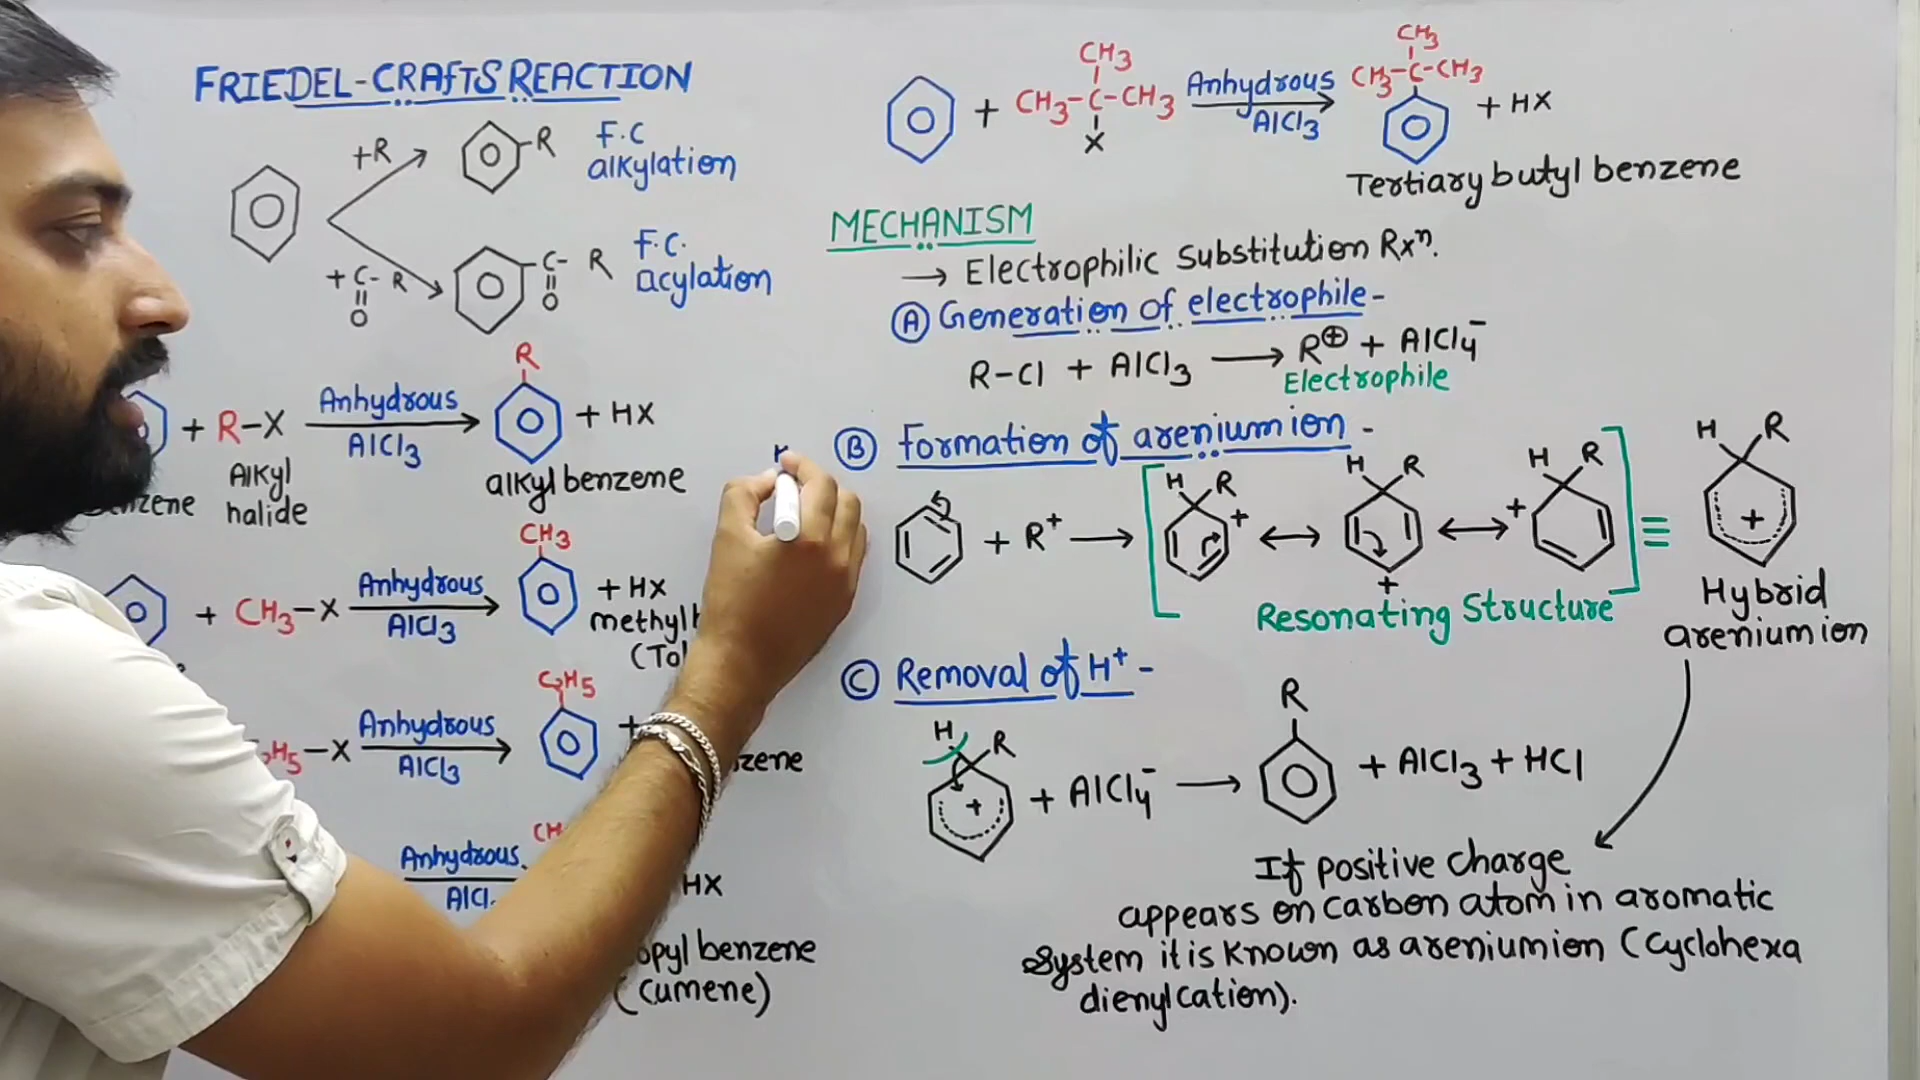 FRIEDEL-CRAFTS REACTION
+R
R
F.C
alkylation
+ C- R
O
C- R
O
F.C.
acylation
+ R-X
Anhydrous
AlCl3
R
+ HX
Alkyl
halide
alkyl benzene
+ CH3-X
Anhydrous
AlCl3
CH3
+ HX
methyl
-X
Anhydrous
AlCl3
C2H5
+
Anhydrous
HX
(Cumene)
+
CH3
CH3-C-CH3
X
Anhydrous
AlCl3
CH3
CH3-C-CH3
+ HX
Tertiary butyl benzene
MECHANISM
→ Electrophilic Substitution Rxn.
(A) Generation of electrophile-
R-Cl + AlCl3 ⟶ R⊕ + AlCl4-
Electrophile
(B) Formation of arenium ion -
+ R+ ⟶ [ H R + ⟷ H R + ⟷ H R + ] ≡ H R +
Resonating Structure
Hybrid
arenium ion
(C) Removal of H+ -
H R + + AlCl4- ⟶ R + AlCl3 + HCl
If positive charge
appears on carbon atom in aromatic
system it is known as arenium ion (cyclohexa
dienyl cation).